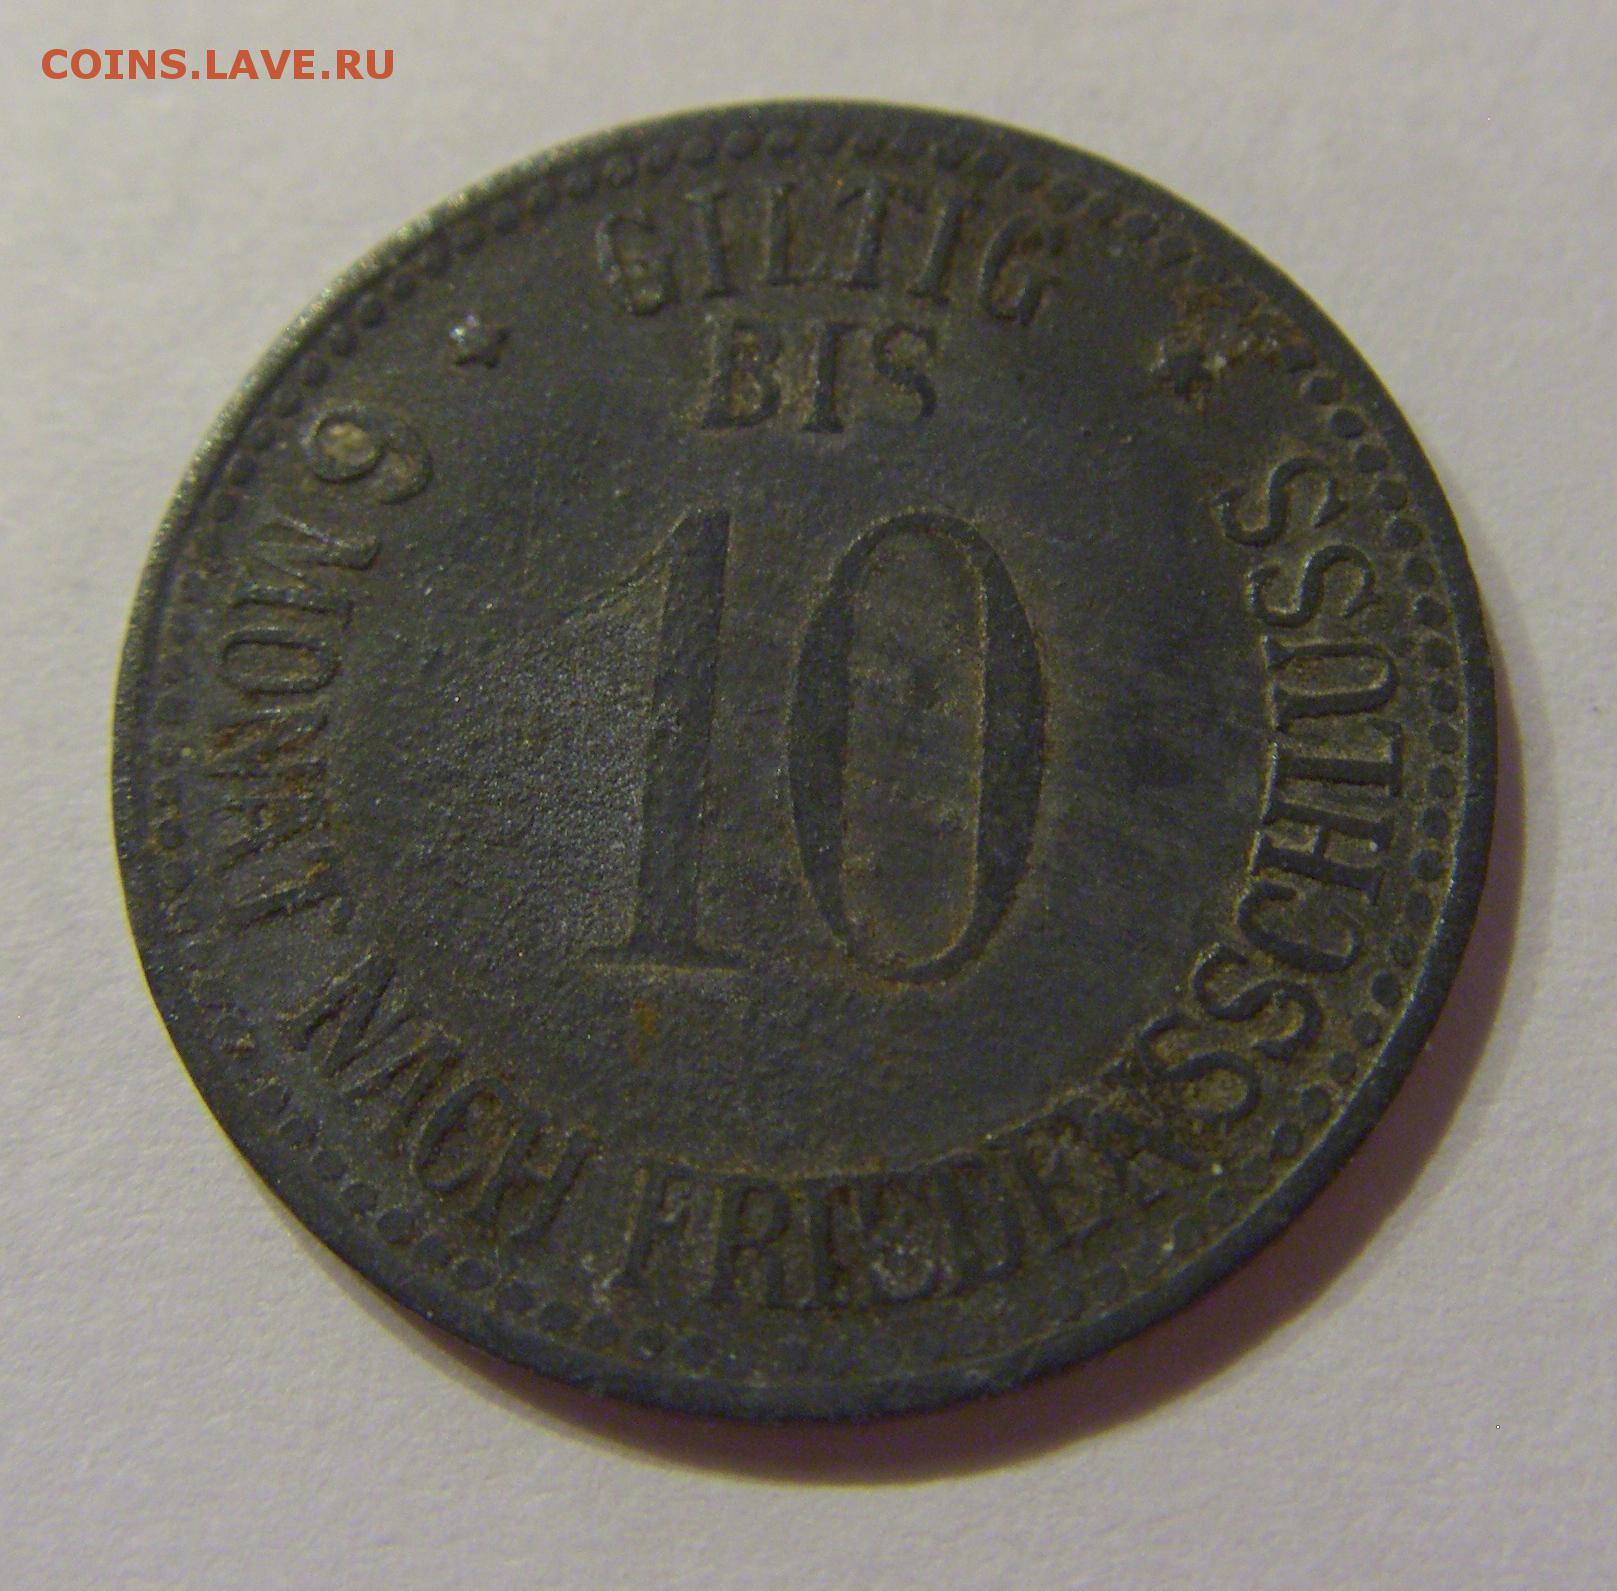 COINS.LAVE.RU
GILTIG
BIS
10
6 MONAT NACH FRIEDENSSCHLUSS